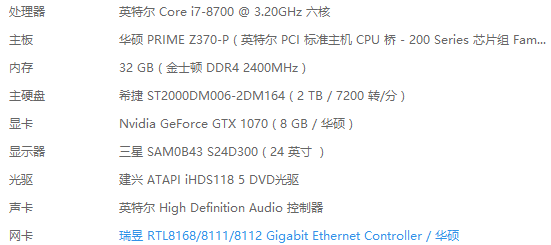 处理器 英特尔 Core i7-8700 @ 3.20GHz 六核
主板 华硕 PRIME Z370-P ( 英特尔 PCI 标准主机 CPU 桥 - 200 Series 芯片组 Fam...
内存 32 GB ( 金士顿 DDR4 2400MHz )
主硬盘 希捷 ST2000DM006-2DM164 ( 2 TB / 7200 转/分 )
显卡 Nvidia GeForce GTX 1070 ( 8 GB / 华硕 )
显示器 三星 SAM0B43 S24D300 ( 24 英寸 )
光驱 建兴 ATAPI iHDS118 5 DVD光驱
声卡 英特尔 High Definition Audio 控制器
网卡 瑞昱 RTL8168/8111/8112 Gigabit Ethernet Controller / 华硕